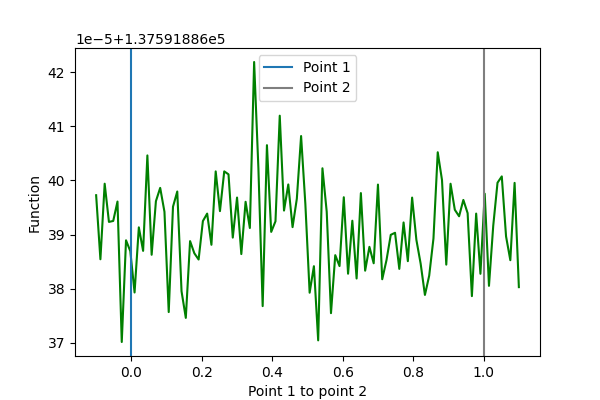 1e−5+1.37591886e5
Point 1
Point 2
42
41
40
39
38
37
Function
0.0 0.2 0.4 0.6 0.8 1.0
Point 1 to point 2